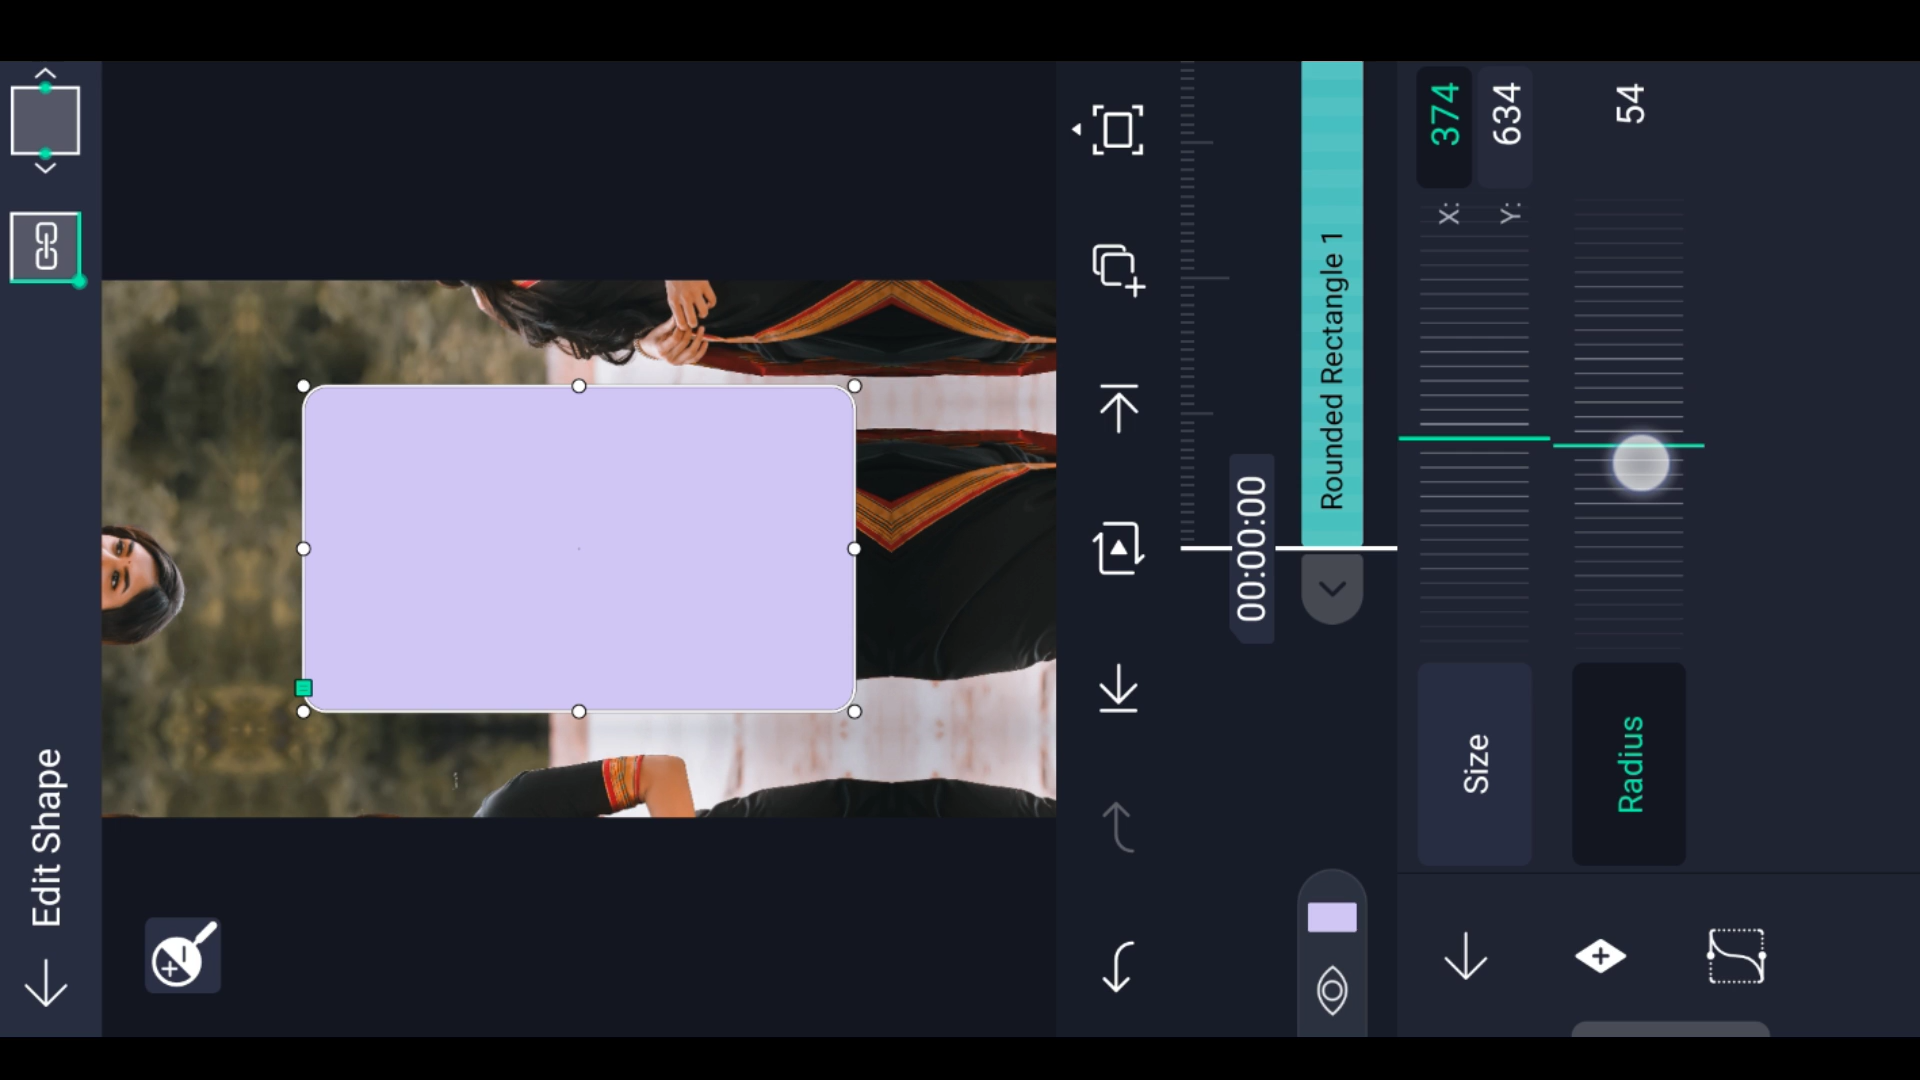 Edit Shape
00:00:00
Rounded Rectangle 1
Size
X: 374
Y: 634
Radius
54